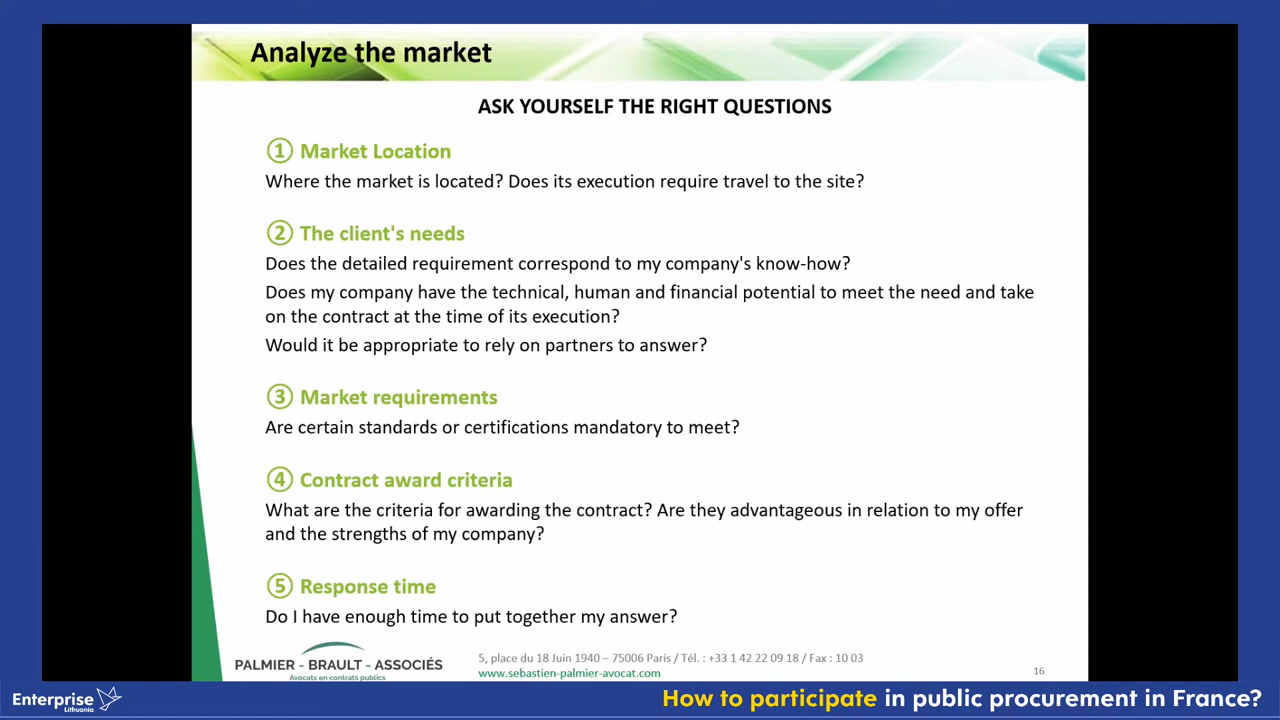 Analyze the market
ASK YOURSELF THE RIGHT QUESTIONS
① Market Location
Where the market is located? Does its execution require travel to the site?
② The client's needs
Does the detailed requirement correspond to my company's know-how?
Does my company have the technical, human and financial potential to meet the need and take
on the contract at the time of its execution?
Would it be appropriate to rely on partners to answer?
③ Market requirements
Are certain standards or certifications mandatory to meet?
④ Contract award criteria
What are the criteria for awarding the contract? Are they advantageous in relation to my offer
and the strengths of my company?
⑤ Response time
Do I have enough time to put together my answer?
PALMIER - BRAULT - ASSOCIÉS
Avocats en contrats publics
5, place du 18 Juin 1940 – 75006 Paris / Tél. : +33 1 42 22 09 18 / Fax : 10 03
www.sebastien-palmier-avocat.com
16
Enterprise
Lithuania
How to participate in public procurement in France?